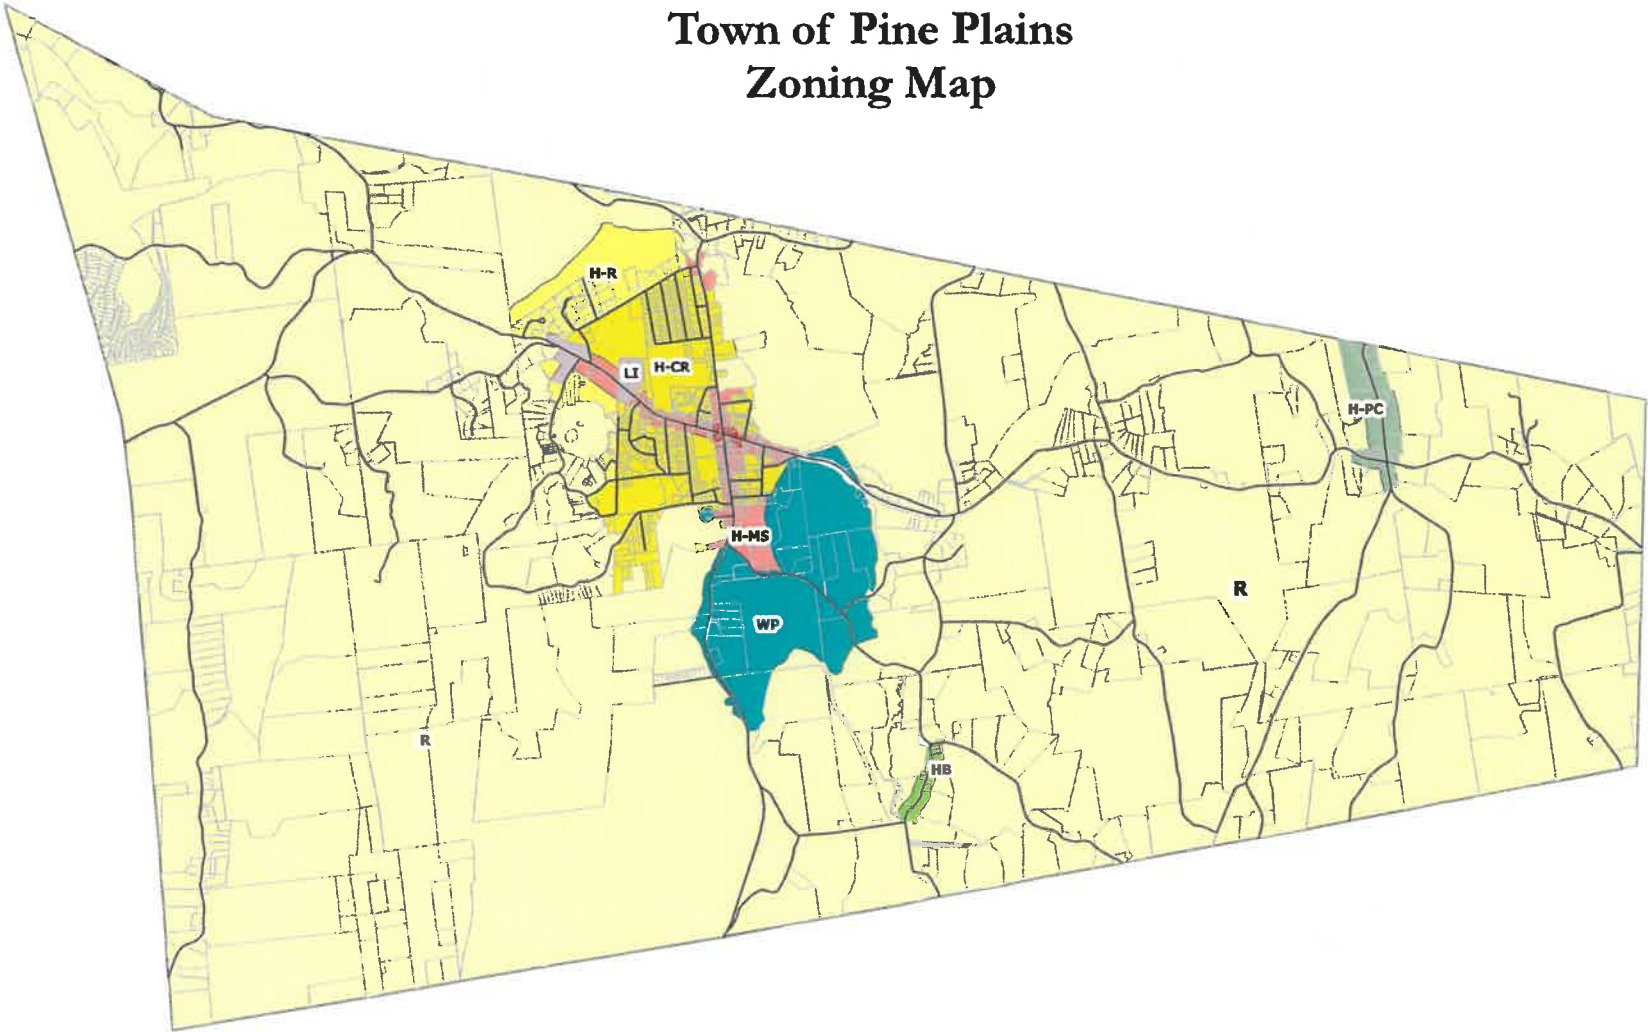 Town of Pine Plains
Zoning Map
H-R
LI
H-CR
H-PC
H-MS
R
WP
R
HB